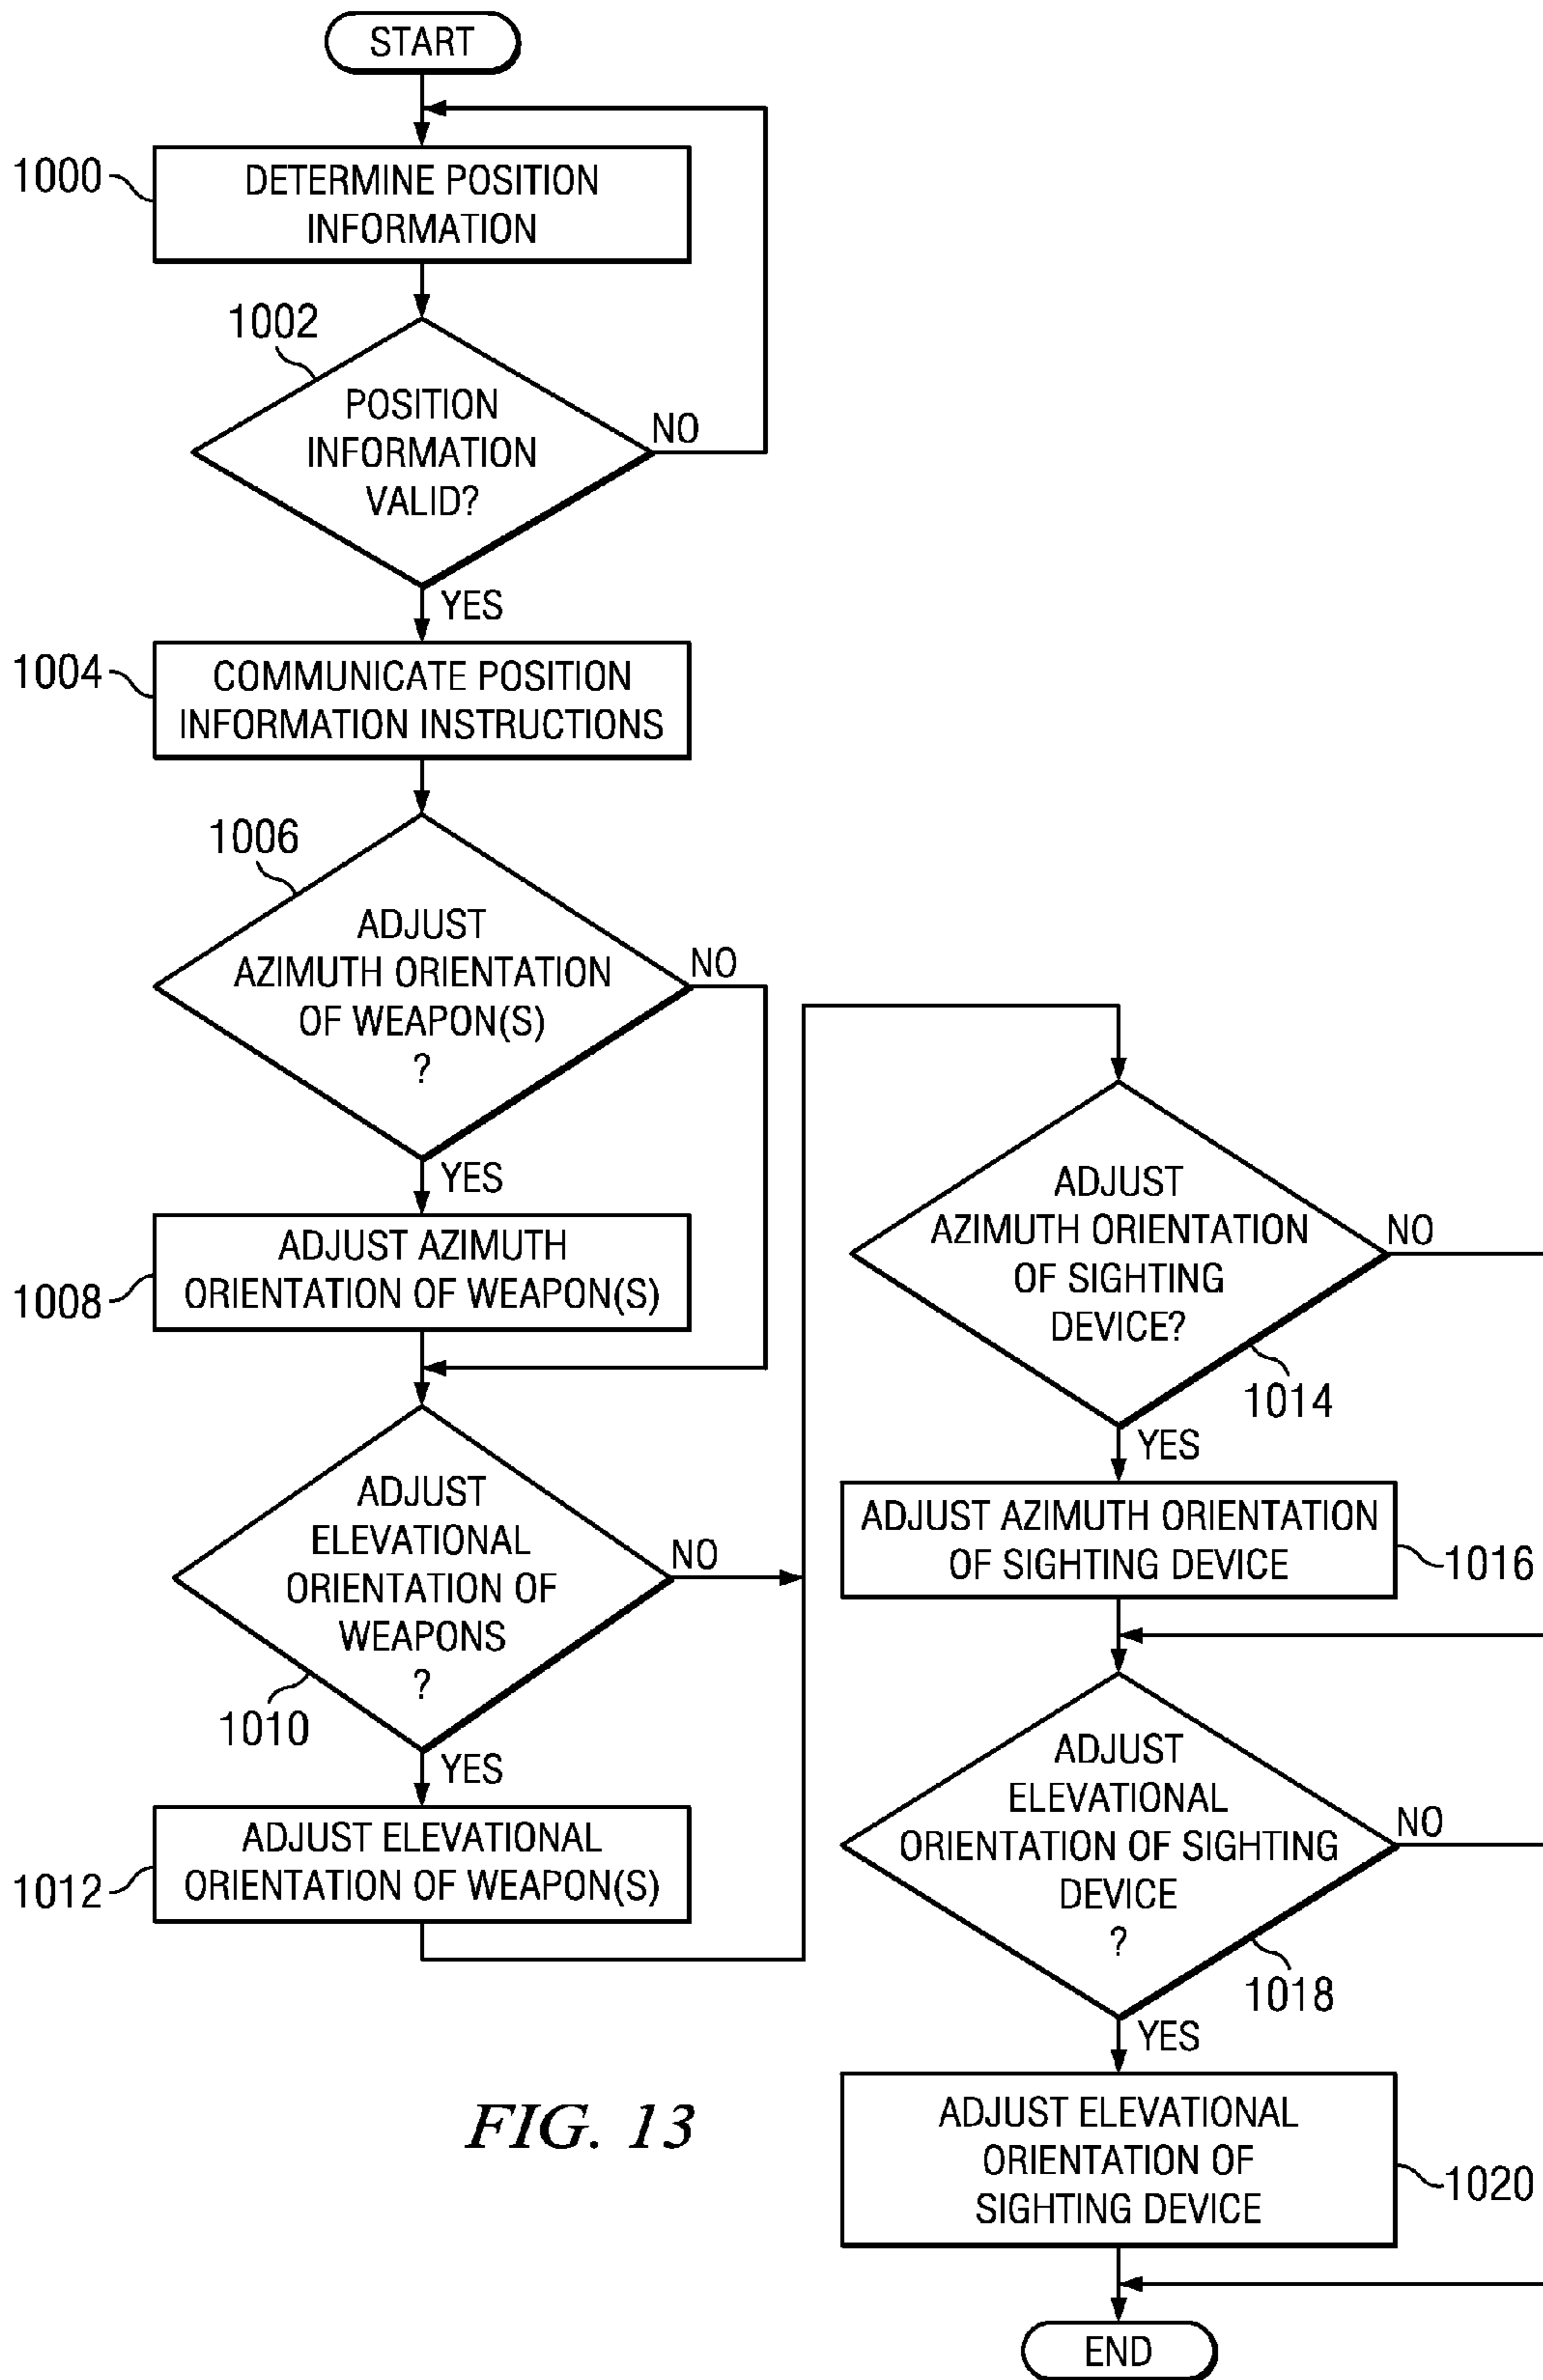 START
1000
DETERMINE POSITION
INFORMATION
1002
POSITION
INFORMATION
VALID?
NO
YES
1004
COMMUNICATE POSITION
INFORMATION INSTRUCTIONS
1006
ADJUST
AZIMUTH ORIENTATION
OF WEAPON(S)
?
NO
YES
1008
ADJUST AZIMUTH
ORIENTATION OF WEAPON(S)
ADJUST
ELEVATIONAL
ORIENTATION OF
WEAPONS
?
NO
1010
YES
1012
ADJUST ELEVATIONAL
ORIENTATION OF WEAPON(S)
ADJUST
AZIMUTH ORIENTATION
OF SIGHTING
DEVICE?
NO
1014
YES
ADJUST AZIMUTH ORIENTATION
OF SIGHTING DEVICE
1016
ADJUST
ELEVATIONAL
ORIENTATION OF SIGHTING
DEVICE
?
NO
1018
YES
ADJUST ELEVATIONAL
ORIENTATION OF
SIGHTING DEVICE
1020
END
FIG. 13